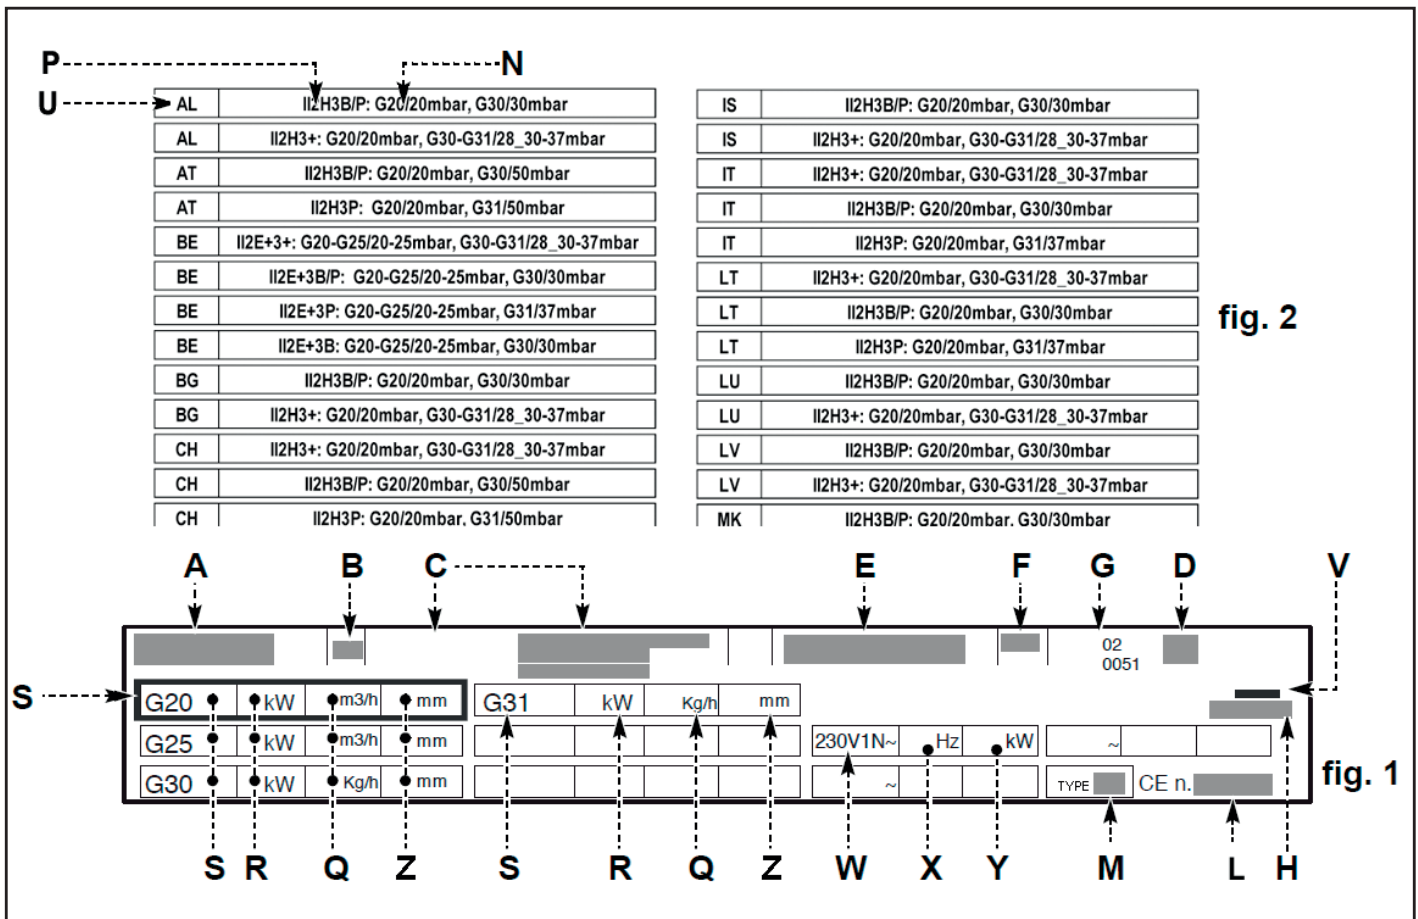 P N
U
AL II2H3B/P: G20/20mbar, G30/30mbar
AL II2H3+: G20/20mbar, G30-G31/28_30-37mbar
AT II2H3B/P: G20/20mbar, G30/50mbar
AT II2H3P: G20/20mbar, G31/50mbar
BE II2E+3+: G20-G25/20-25mbar, G30-G31/28_30-37mbar
BE II2E+3B/P: G20-G25/20-25mbar, G30/30mbar
BE II2E+3P: G20-G25/20-25mbar, G31/37mbar
BE II2E+3B: G20-G25/20-25mbar, G30/30mbar
BG II2H3B/P: G20/20mbar, G30/30mbar
BG II2H3+: G20/20mbar, G30-G31/28_30-37mbar
CH II2H3+: G20/20mbar, G30-G31/28_30-37mbar
CH II2H3B/P: G20/20mbar, G30/50mbar
CH II2H3P: G20/20mbar, G31/50mbar
IS II2H3B/P: G20/20mbar, G30/30mbar
IS II2H3+: G20/20mbar, G30-G31/28_30-37mbar
IT II2H3+: G20/20mbar, G30-G31/28_30-37mbar
IT II2H3B/P: G20/20mbar, G30/30mbar
IT II2H3P: G20/20mbar, G31/37mbar
LT II2H3+: G20/20mbar, G30-G31/28_30-37mbar
LT II2H3B/P: G20/20mbar, G30/30mbar
LT II2H3P: G20/20mbar, G31/37mbar
LU II2H3B/P: G20/20mbar, G30/30mbar
LU II2H3+: G20/20mbar, G30-G31/28_30-37mbar
LV II2H3B/P: G20/20mbar, G30/30mbar
LV II2H3+: G20/20mbar, G30-G31/28_30-37mbar
MK II2H3B/P: G20/20mbar, G30/30mbar
fig. 2
A B C E F G D V
02
0051
S
G20 kW m3/h mm G31 kW Kg/h mm
G25 kW m3/h mm 230V1N~ Hz kW ~
G30 kW Kg/h mm ~ TYPE CE n.
fig. 1
S R Q Z S R Q Z W X Y M L H